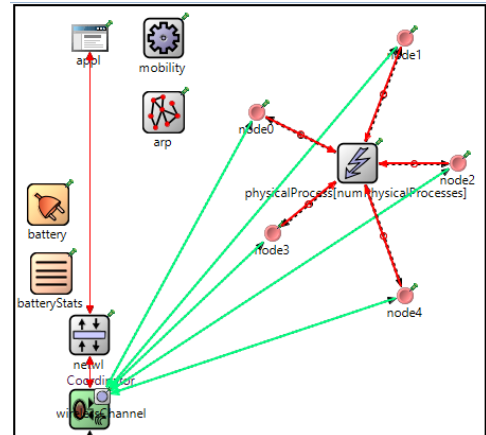 appl
mobility
node1
arp
node0
node2
physicalProcess[numPhysicalProcesses]
battery
node3
batteryStats
node4
netwl
Coordinator
wirelessChannel